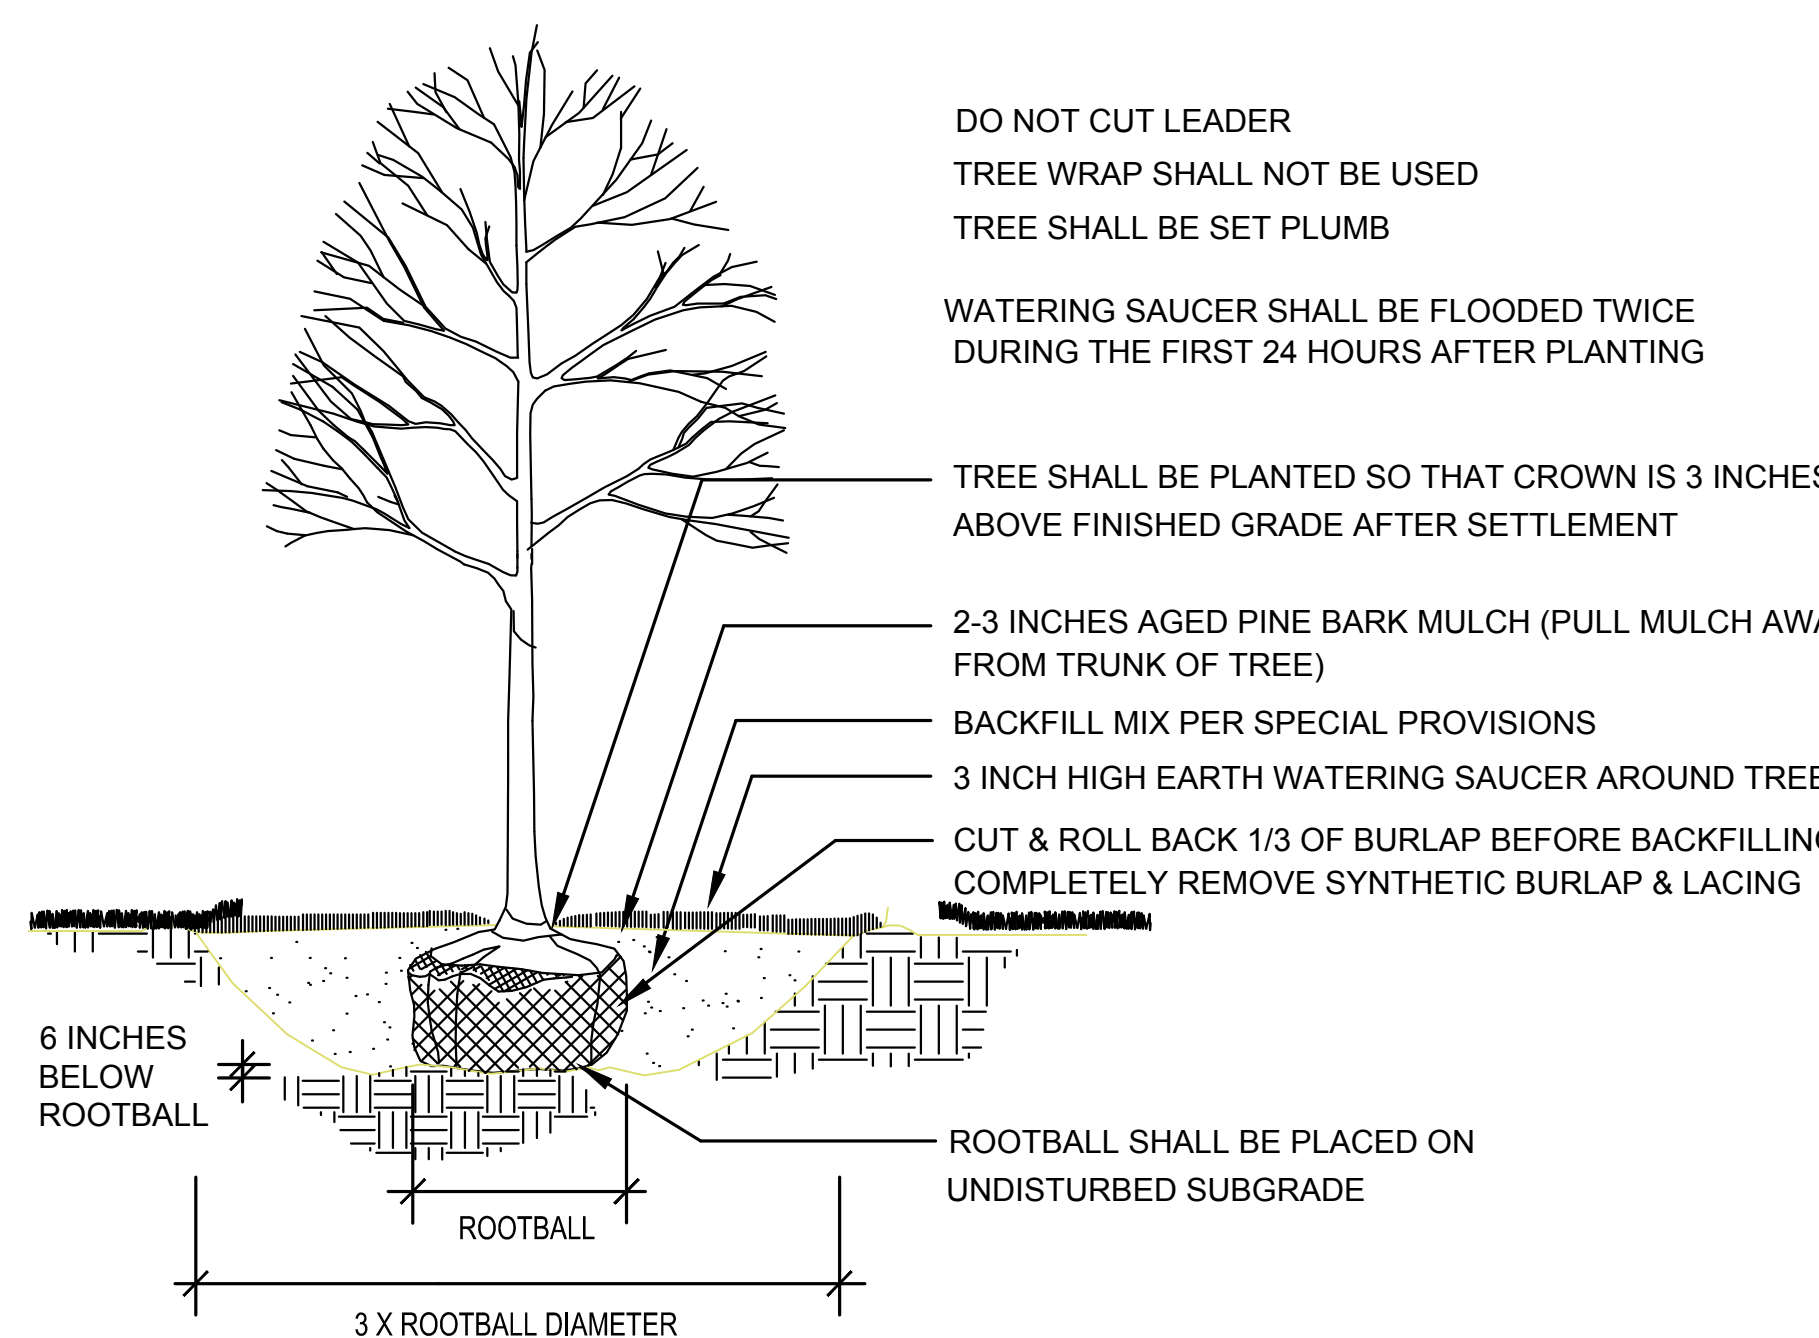 DO NOT CUT LEADER
TREE WRAP SHALL NOT BE USED
TREE SHALL BE SET PLUMB
WATERING SAUCER SHALL BE FLOODED TWICE
DURING THE FIRST 24 HOURS AFTER PLANTING
TREE SHALL BE PLANTED SO THAT CROWN IS 3 INCHES
ABOVE FINISHED GRADE AFTER SETTLEMENT
2-3 INCHES AGED PINE BARK MULCH (PULL MULCH AWA
FROM TRUNK OF TREE)
BACKFILL MIX PER SPECIAL PROVISIONS
3 INCH HIGH EARTH WATERING SAUCER AROUND TREE
CUT & ROLL BACK 1/3 OF BURLAP BEFORE BACKFILLING
COMPLETELY REMOVE SYNTHETIC BURLAP & LACING
6 INCHES
BELOW
ROOTBALL
ROOTBALL SHALL BE PLACED ON
UNDISTURBED SUBGRADE
ROOTBALL
3 X ROOTBALL DIAMETER